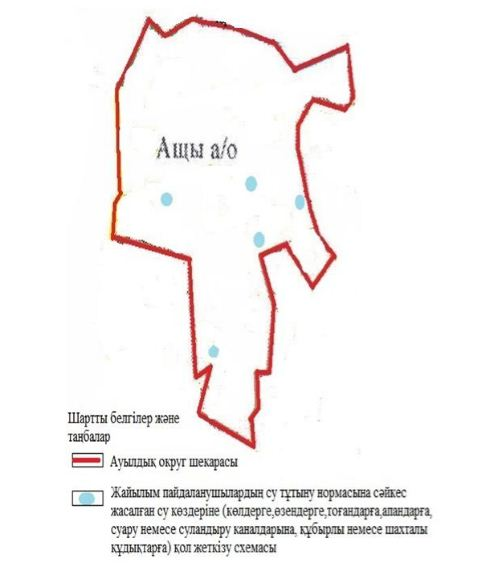 Ащы а/о
Шартты белгілер және
таңбалар
Ауылдық округ шекарасы
Жайылым пайдаланушылардың су тұтыну нормасына сәйкес
жасалған су көздеріне (көлдерге,өзендерге,тоғандарға,апандарға,
суару немесе суландыру каналдарына, құбырлы немесе шахталы
құдықтарға) қол жеткізу схемасы